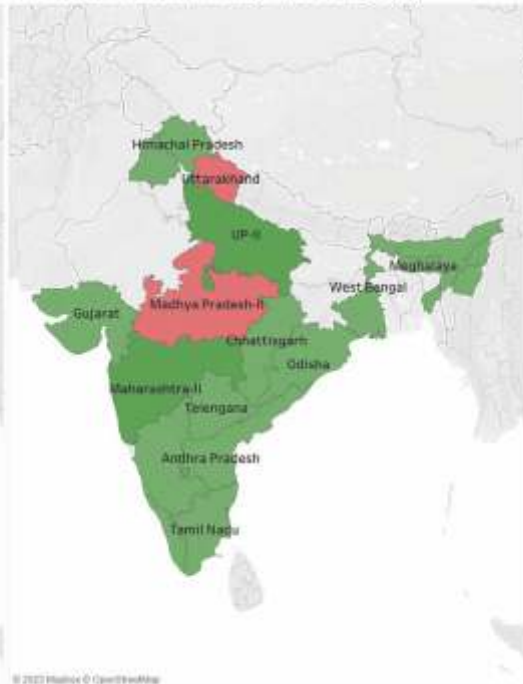 Himachal Pradesh
Uttarakhand
UP-II
Meghalaya
West Bengal
Gujarat
Madhya Pradesh-II
Chhattisgarh
Odisha
Maharashtra-II
Telengana
Andhra Pradesh
Tamil Nadu
© 2023 Mapbox © OpenStreetMap